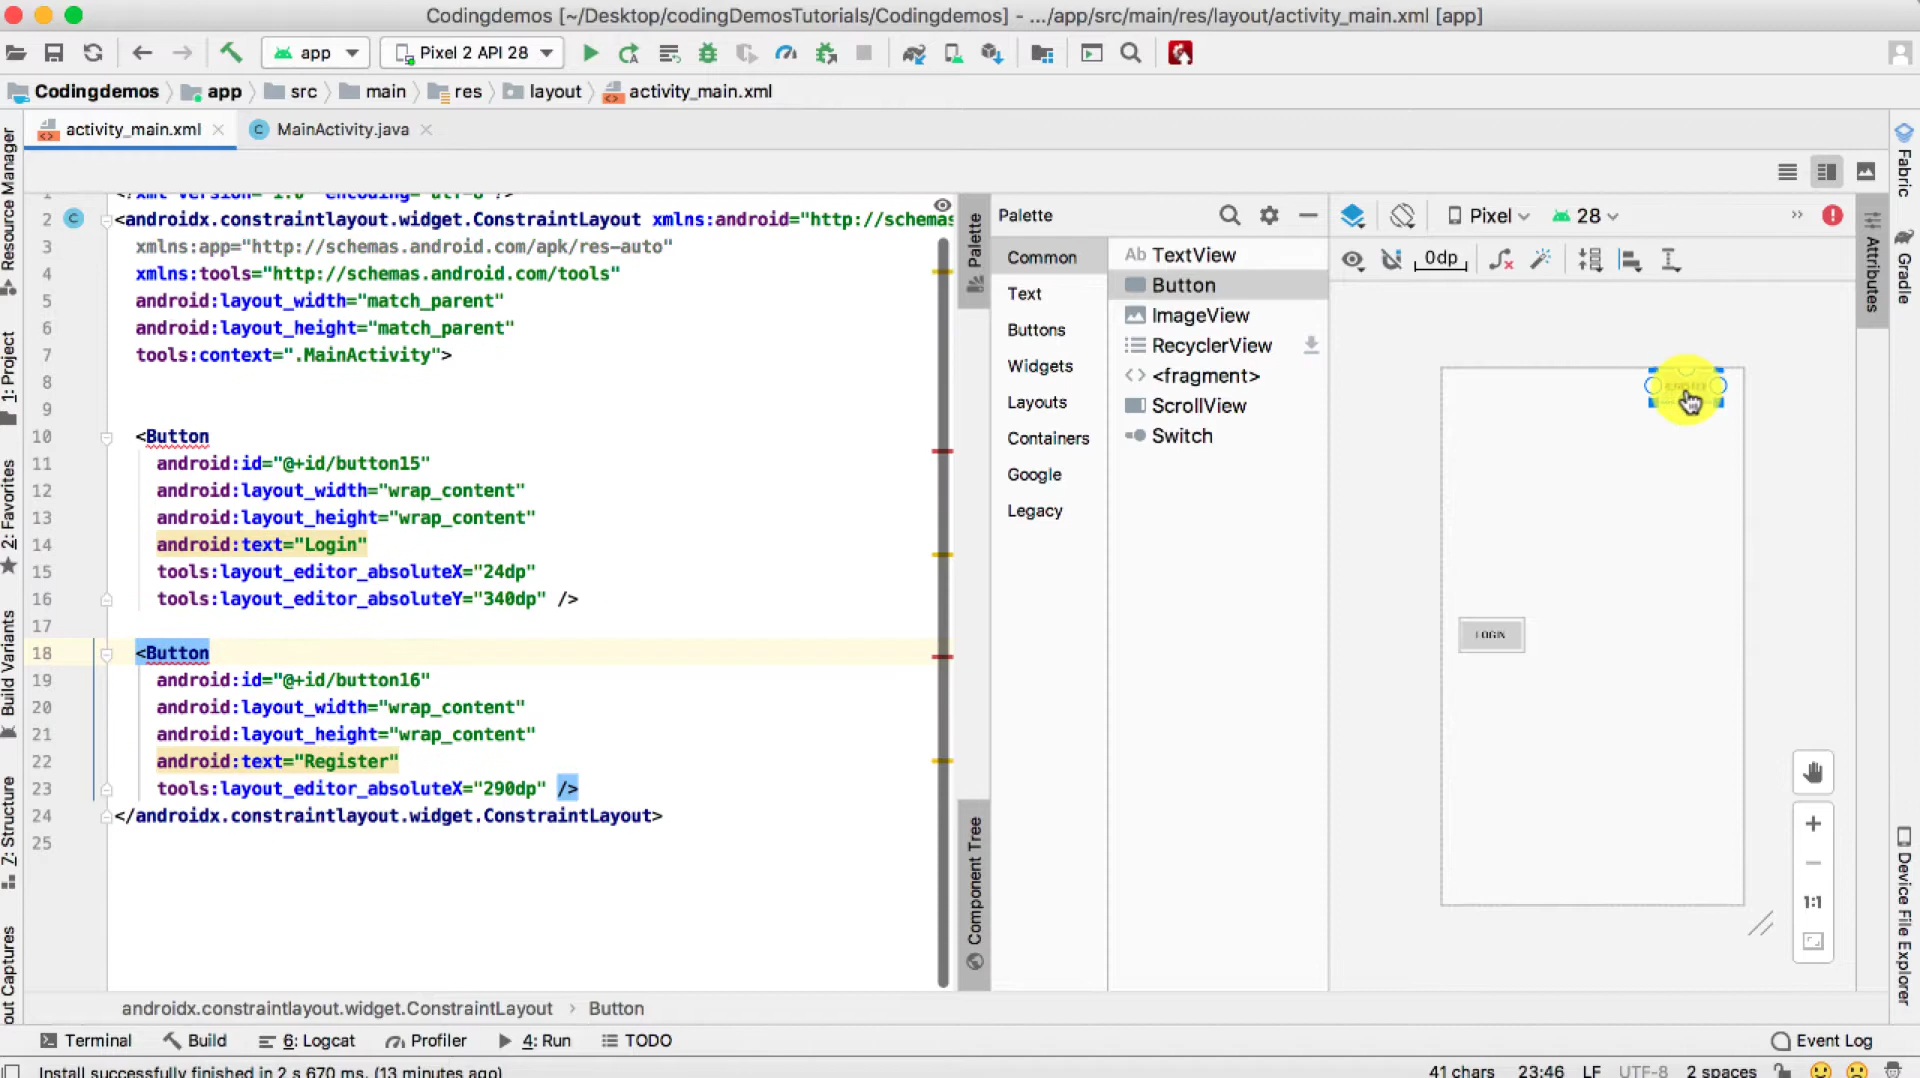 Codingdemos [~/Desktop/codingDemosTutorials/Codingdemos] - .../app/src/main/res/layout/activity_main.xml [app]
app
Pixel 2 API 28
Codingdemos
app
src
main
res
layout
activity_main.xml
activity_main.xml
MainActivity.java
Resource Manager
1: Project
2: Favorites
Build Variants
7: Structure
out Captures
2 <androidx.constraintlayout.widget.ConstraintLayout xmlns:android="http://schemas
3 xmlns:app="http://schemas.android.com/apk/res-auto"
4 xmlns:tools="http://schemas.android.com/tools"
5 android:layout_width="match_parent"
6 android:layout_height="match_parent"
7 tools:context=".MainActivity">
8
9
10 <Button
11 android:id="@+id/button15"
12 android:layout_width="wrap_content"
13 android:layout_height="wrap_content"
14 android:text="Login"
15 tools:layout_editor_absoluteX="24dp"
16 tools:layout_editor_absoluteY="340dp" />
17
18 <Button
19 android:id="@+id/button16"
20 android:layout_width="wrap_content"
21 android:layout_height="wrap_content"
22 android:text="Register"
23 tools:layout_editor_absoluteX="290dp" />
24 </androidx.constraintlayout.widget.ConstraintLayout>
25
Palette
Component Tree
Palette
Common
Text
Buttons
Widgets
Layouts
Containers
Google
Legacy
Ab TextView
Button
ImageView
RecyclerView
<fragment>
ScrollView
Switch
Pixel
28
0dp
LOGIN
1:1
Attributes
Fabric
Gradle
Device File Explorer
androidx.constraintlayout.widget.ConstraintLayout > Button
Terminal
Build
6: Logcat
Profiler
4: Run
TODO
Event Log
Install successfully finished in 2 s 670 ms. (13 minutes ago)
41 chars
23:46
LF
UTF-8
2 spaces